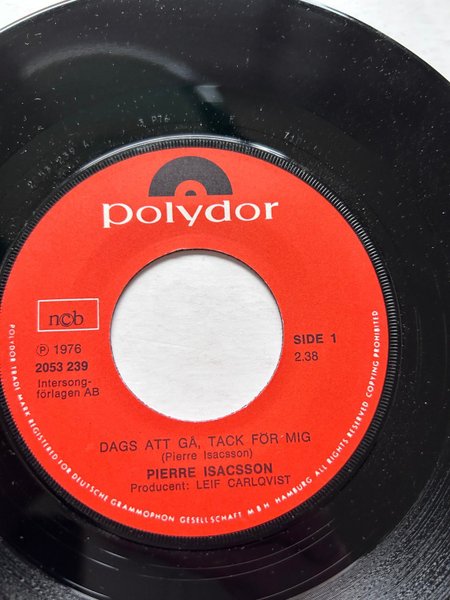 polydor
ncb
℗ 1976
2053 239
Intersong-
förlagen AB
SIDE 1
2.38
DAGS ATT GÅ, TACK FÖR MIG
(Pierre Isacsson)
PIERRE ISACSSON
Producent: LEIF CARLQVIST
POLYDOR TRADE MARK REGISTERED FOR DEUTSCHE GRAMMOPHON GESELLSCHAFT MBH HAMBURG ALL RIGHTS RESERVED COPYING PROHIBITED